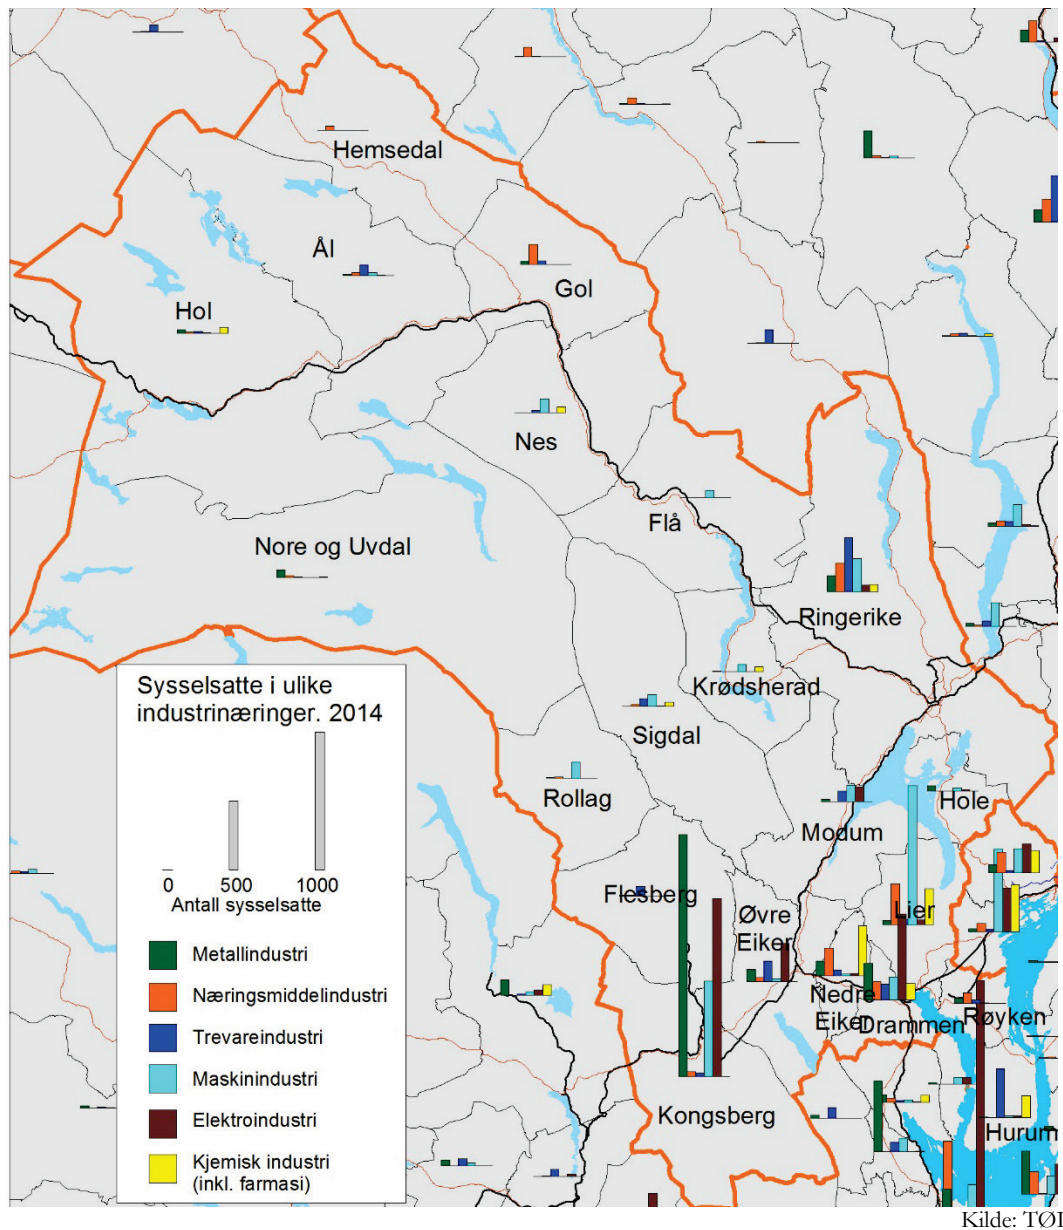 Hemsedal
Ål
Gol
Hol
Nes
Flå
Nore og Uvdal
Ringerike
Krødsherad
Sigdal
Sysselsatte i ulike
industrinæringer. 2014
0 500 1000
Antall sysselsatte
Metallindustri
Næringsmiddelindustri
Trevareindustri
Maskinindustri
Elektroindustri
Kjemisk industri
(inkl. farmasi)
Rollag
Hole
Modum
Flesberg
Øvre
Eiker
Lier
Nedre
Eiker
Drammen
Røyken
Kongsberg
Hurum
Kilde: TØI